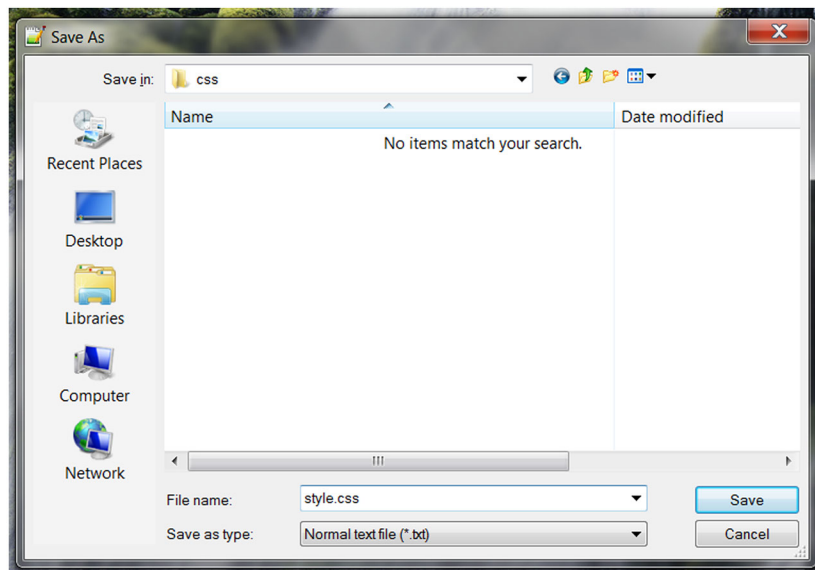 Save As
Save in:
css
Name
Date modified
No items match your search.
Recent Places
Desktop
Libraries
Computer
Network
File name:
style.css
Save
Save as type:
Normal text file (*.txt)
Cancel